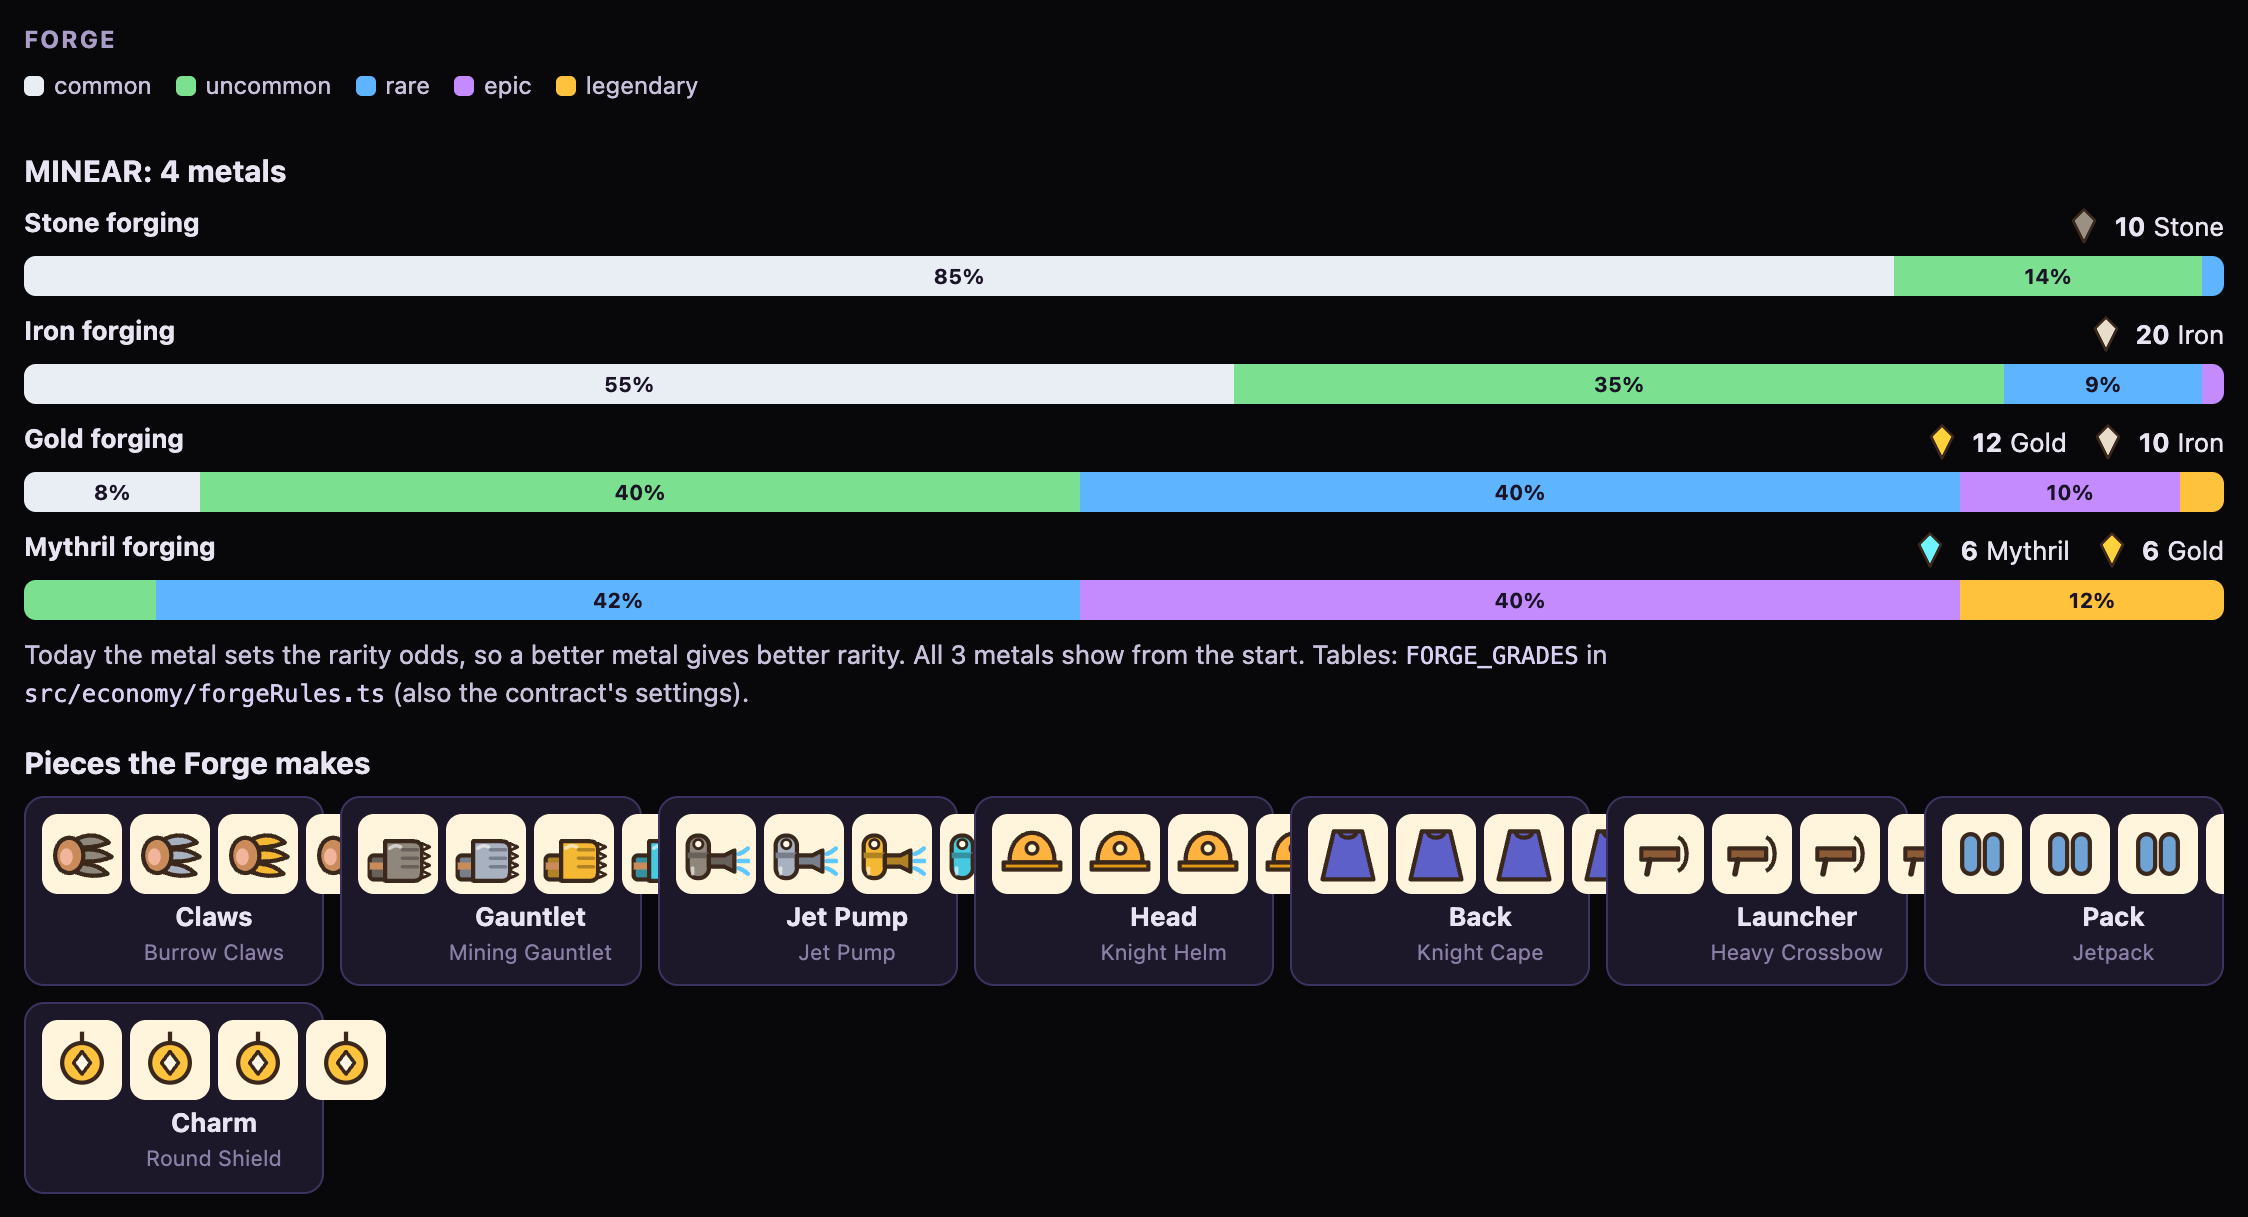 FORGE
common uncommon rare epic legendary
MINEAR: 4 metals
Stone forging 10 Stone
85% 14%
Iron forging 20 Iron
55% 35% 9%
Gold forging 12 Gold 10 Iron
8% 40% 40% 10%
Mythril forging 6 Mythril 6 Gold
42% 40% 12%
Today the metal sets the rarity odds, so a better metal gives better rarity. All 3 metals show from the start. Tables: FORGE_GRADES in
src/economy/forgeRules.ts (also the contract's settings).
Pieces the Forge makes
Claws Gauntlet Jet Pump Head Back Launcher Pack
Burrow Claws Mining Gauntlet Jet Pump Knight Helm Knight Cape Heavy Crossbow Jetpack
Charm
Round Shield